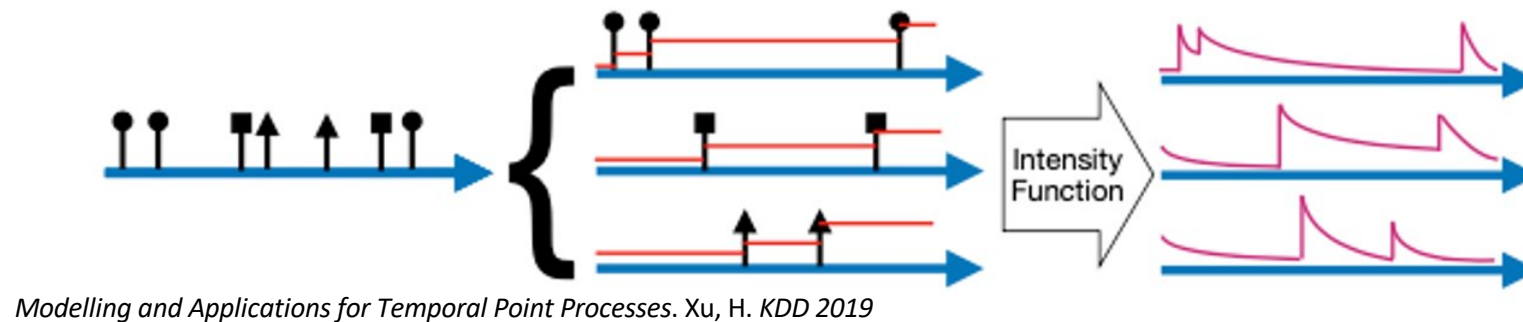 Intensity
Function
Modelling and Applications for Temporal Point Processes. Xu, H. KDD 2019